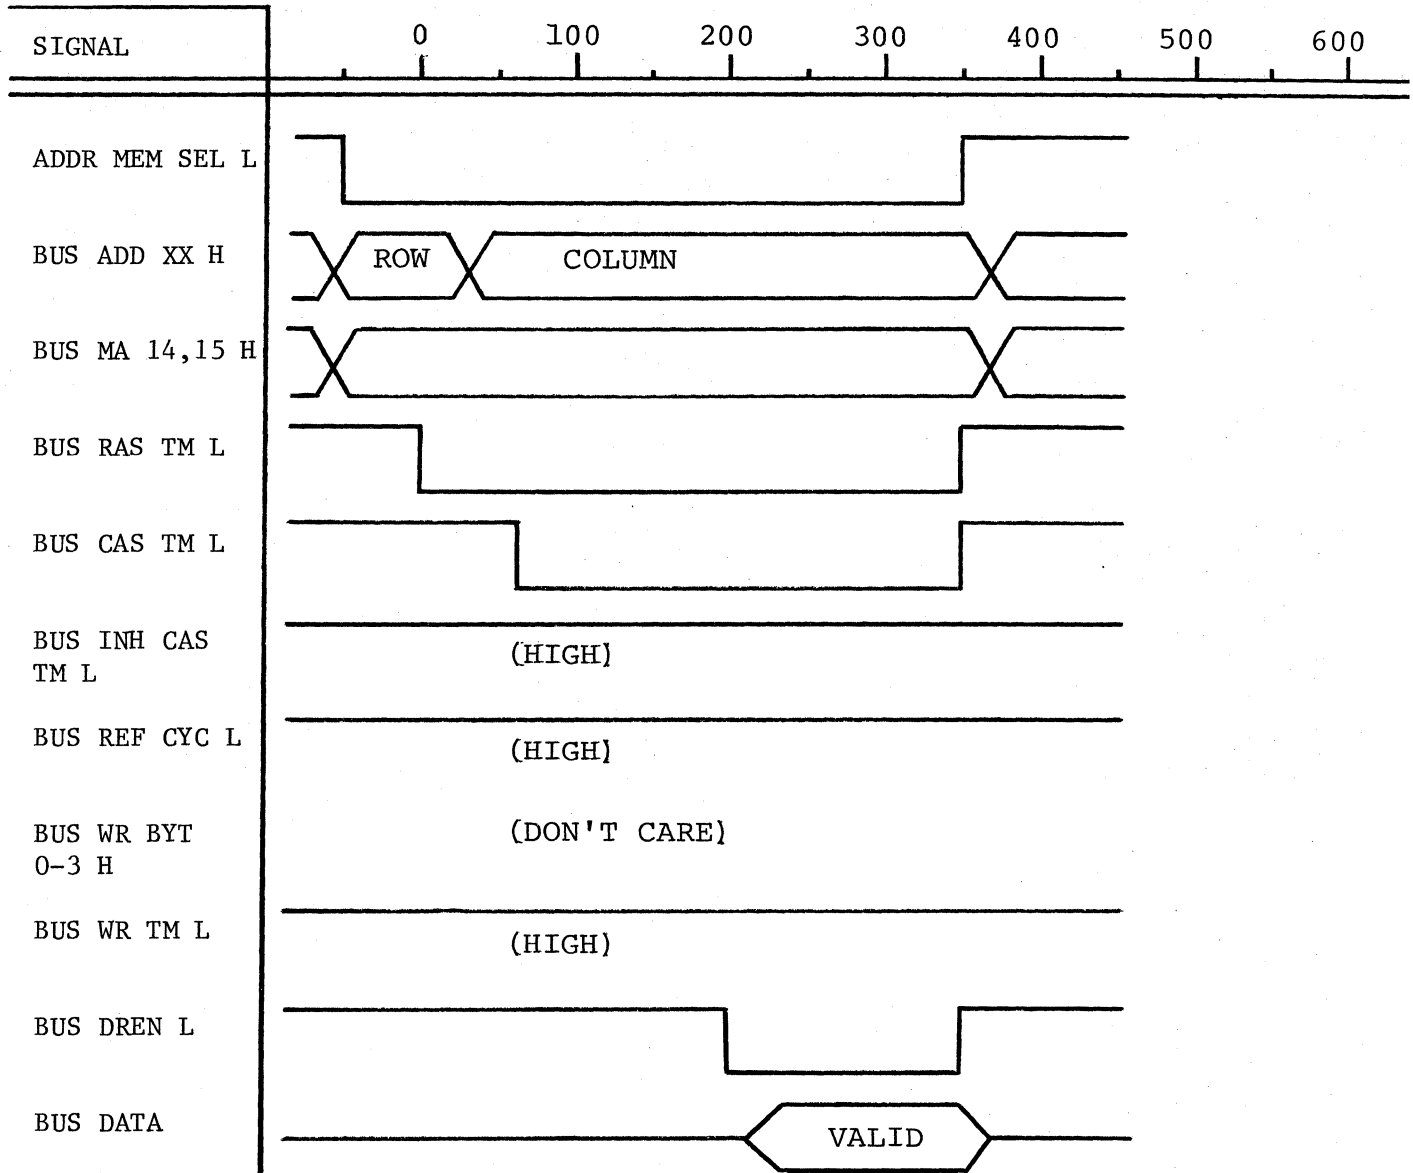 SIGNAL 0 100 200 300 400 500 600
ADDR MEM SEL L
BUS ADD XX H ROW COLUMN
BUS MA 14,15 H
BUS RAS TM L
BUS CAS TM L
BUS INH CAS
TM L
(HIGH)
BUS REF CYC L (HIGH)
BUS WR BYT (DON'T CARE)
0-3 H
BUS WR TM L (HIGH)
BUS DREN L
BUS DATA VALID